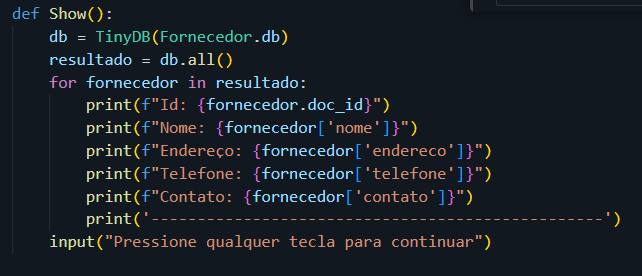 def Show():
    db = TinyDB(Fornecedor.db)
    resultado = db.all()
    for fornecedor in resultado:
        print(f"Id: {fornecedor.doc_id}")
        print(f"Nome: {fornecedor['nome']}")
        print(f"Endereço: {fornecedor['endereco']}")
        print(f"Telefone: {fornecedor['telefone']}")
        print(f"Contato: {fornecedor['contato']}")
        print('-------------------------------------------------')
    input("Pressione qualquer tecla para continuar")